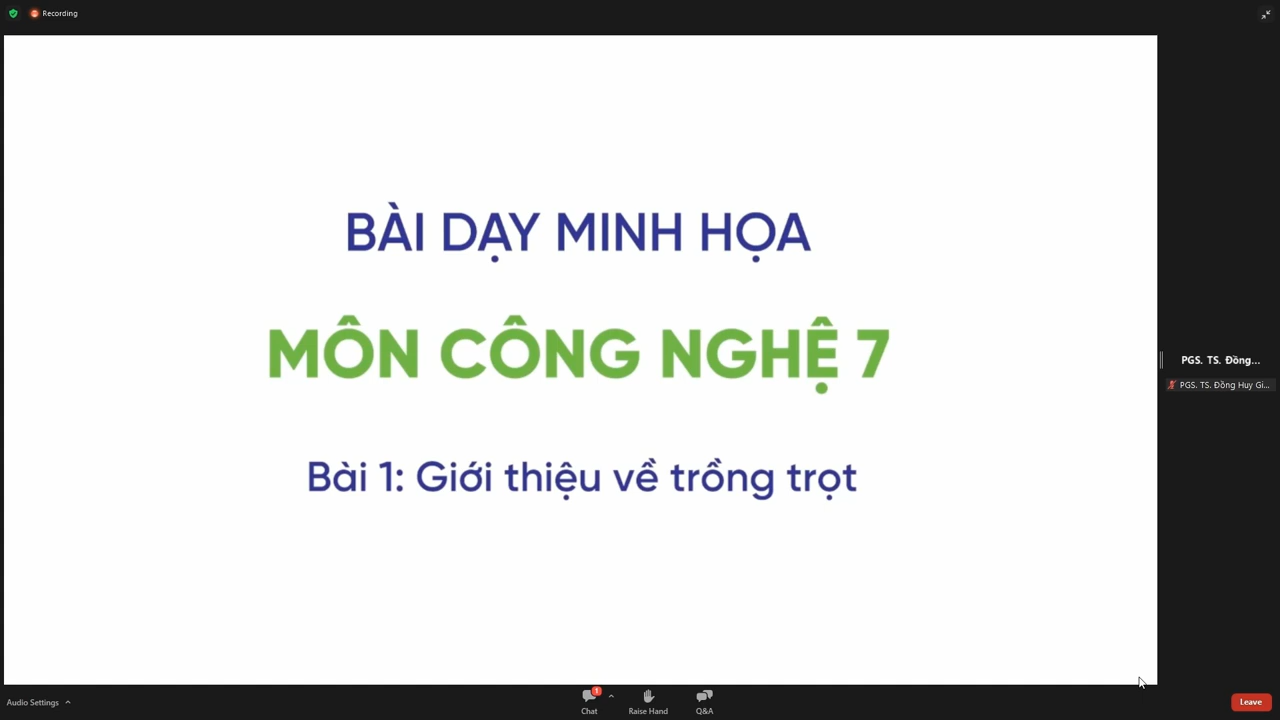 Recording
BÀI DẠY MINH HỌA
MÔN CÔNG NGHỆ 7
Bài 1: Giới thiệu về trồng trọt
PGS. TS. Đồng...
PGS. TS. Đồng Huy Gi...
Audio Settings
1
Chat
Raise Hand
Q&A
Leave